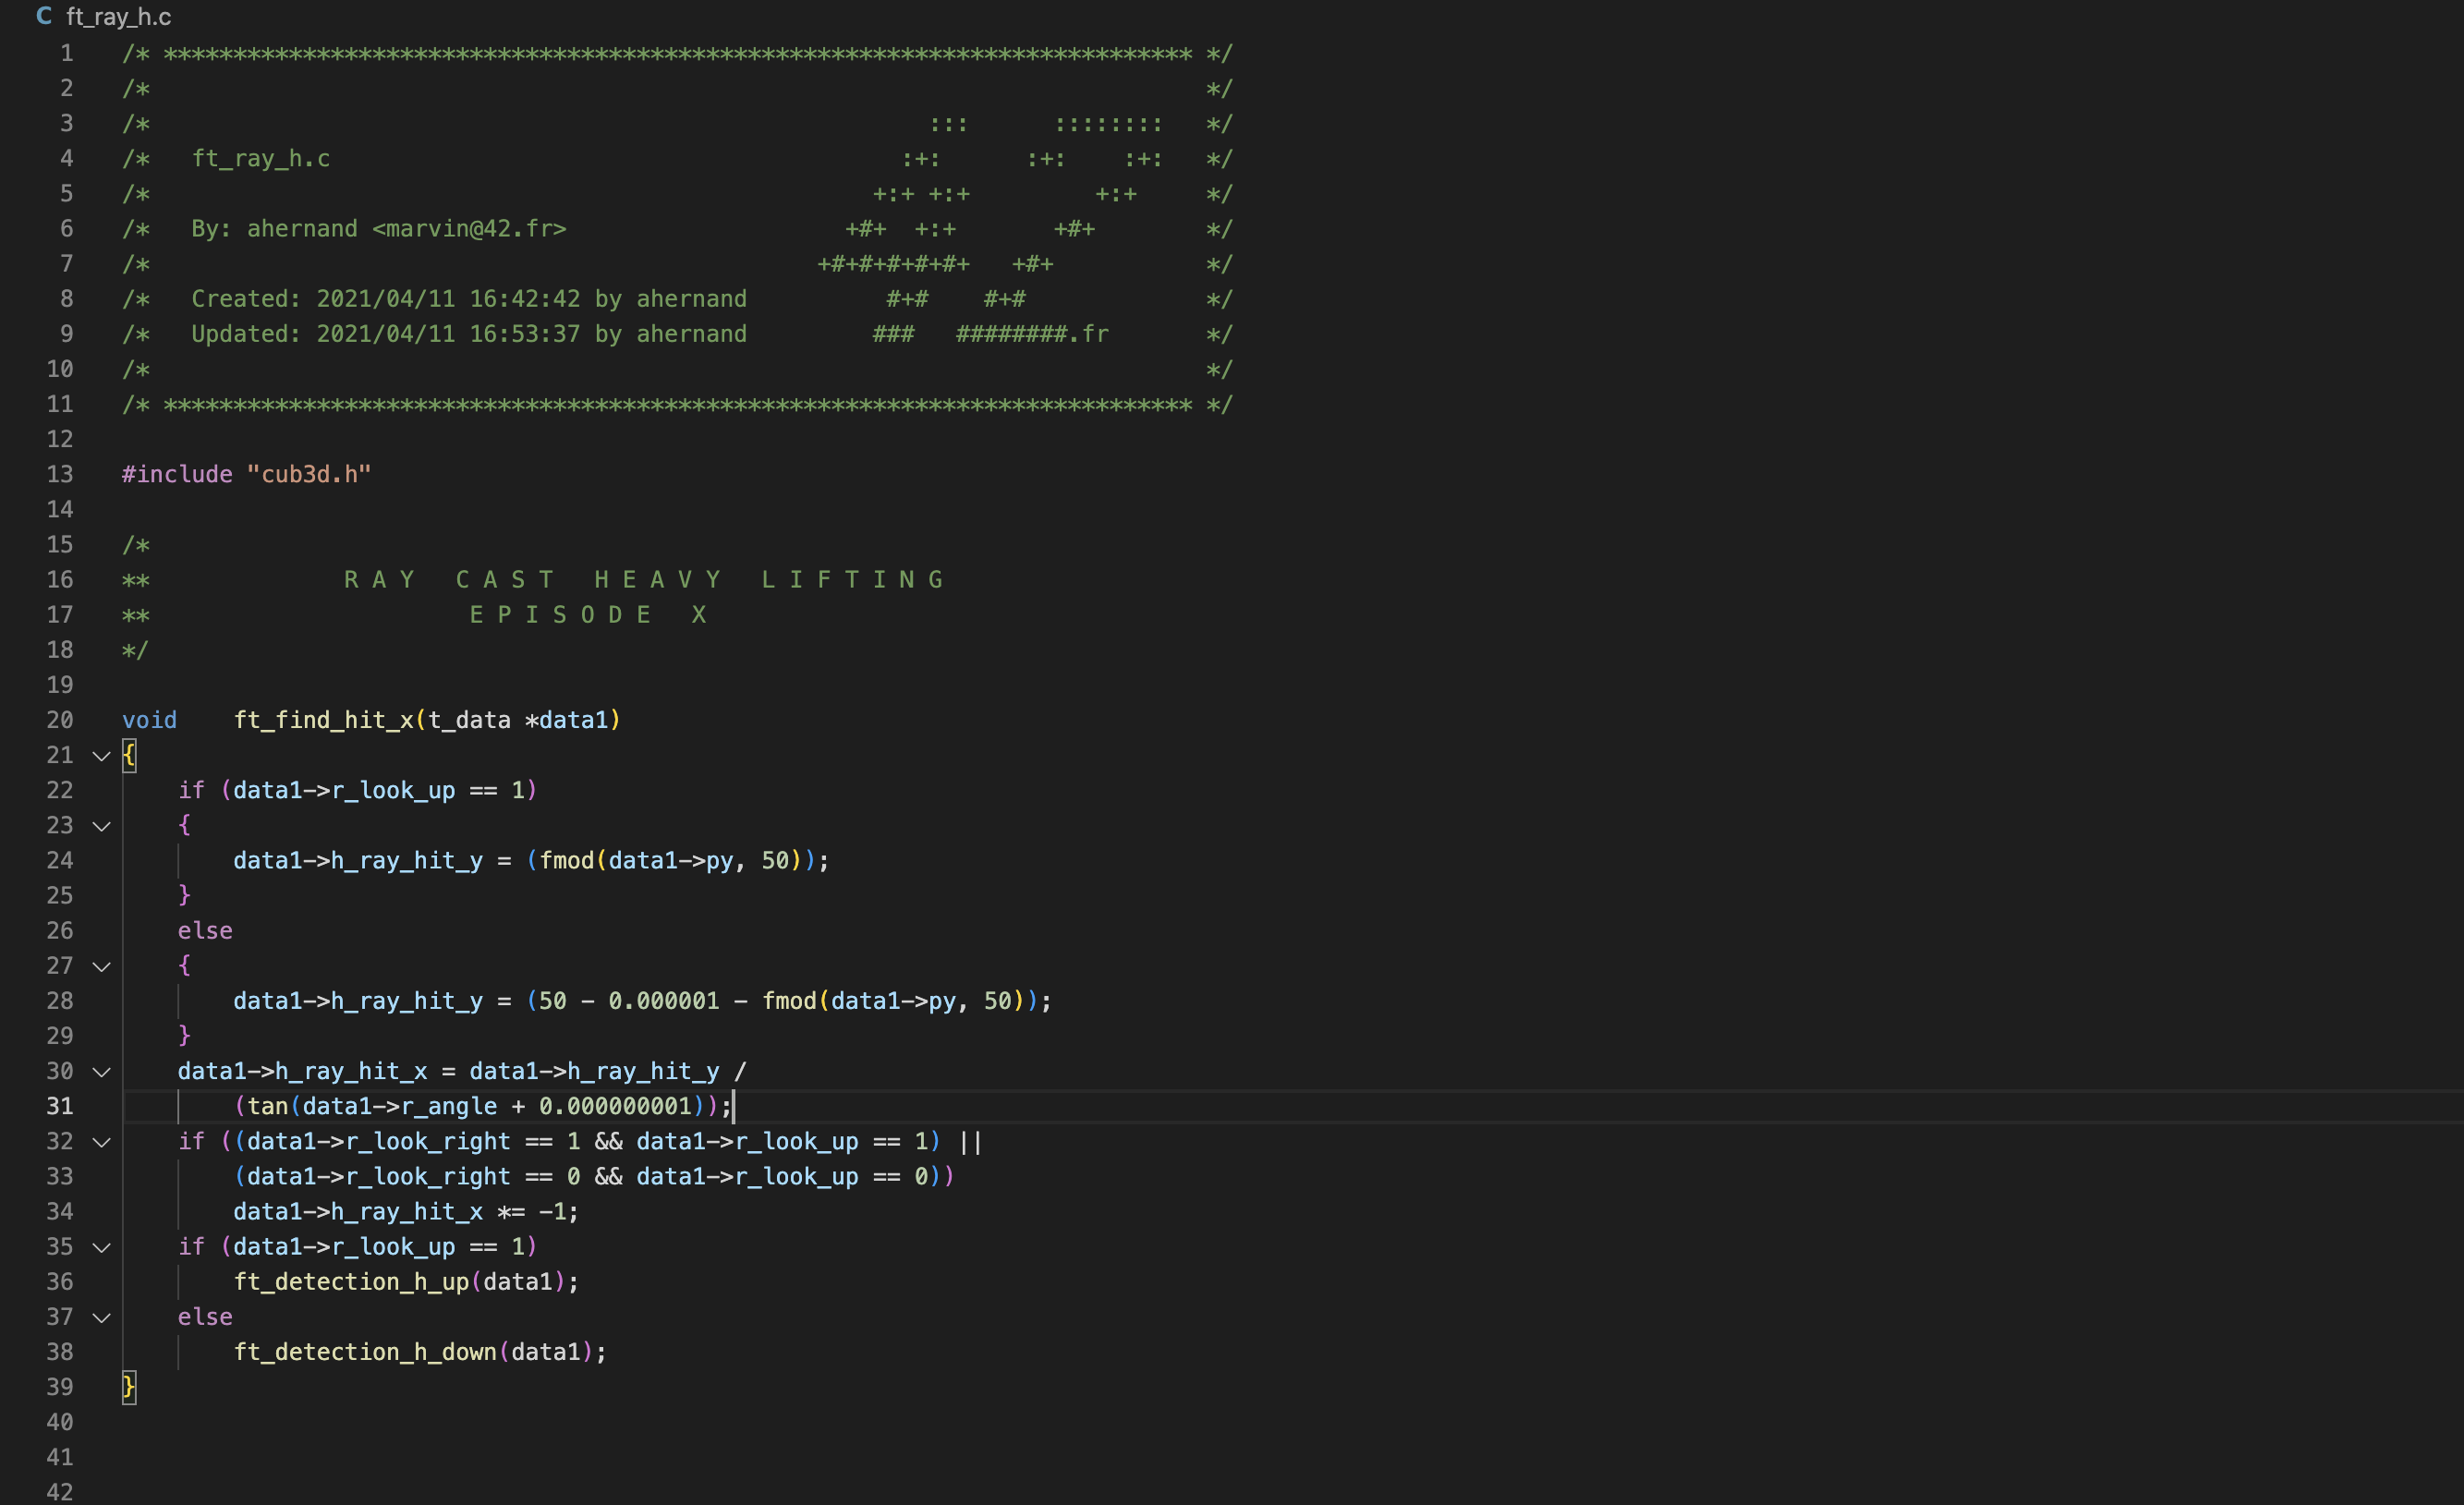 C ft_ray_h.c
1 /* ************************************************************************** */
2 /*                                                                            */
3 /*                                                        :::      ::::::::   */
4 /*   ft_ray_h.c                                         :+:      :+:    :+:   */
5 /*                                                    +:+ +:+         +:+     */
6 /*   By: ahernand <marvin@42.fr>                    +#+  +:+       +#+        */
7 /*                                                +#+#+#+#+#+   +#+           */
8 /*   Created: 2021/04/11 16:42:42 by ahernand          #+#    #+#             */
9 /*   Updated: 2021/04/11 16:53:37 by ahernand         ###   ########.fr       */
10 /*                                                                            */
11 /* ************************************************************************** */
12
13 #include "cub3d.h"
14
15 /*
16 **              R A Y   C A S T   H E A V Y   L I F T I N G
17 **                       E P I S O D E   X
18 */
19
20 void    ft_find_hit_x(t_data *data1)
21 {
22     if (data1->r_look_up == 1)
23     {
24         data1->h_ray_hit_y = (fmod(data1->py, 50));
25     }
26     else
27     {
28         data1->h_ray_hit_y = (50 - 0.000001 - fmod(data1->py, 50));
29     }
30     data1->h_ray_hit_x = data1->h_ray_hit_y /
31         (tan(data1->r_angle + 0.000000001));
32     if ((data1->r_look_right == 1 && data1->r_look_up == 1) ||
33         (data1->r_look_right == 0 && data1->r_look_up == 0))
34         data1->h_ray_hit_x *= -1;
35     if (data1->r_look_up == 1)
36         ft_detection_h_up(data1);
37     else
38         ft_detection_h_down(data1);
39 }
40
41
42